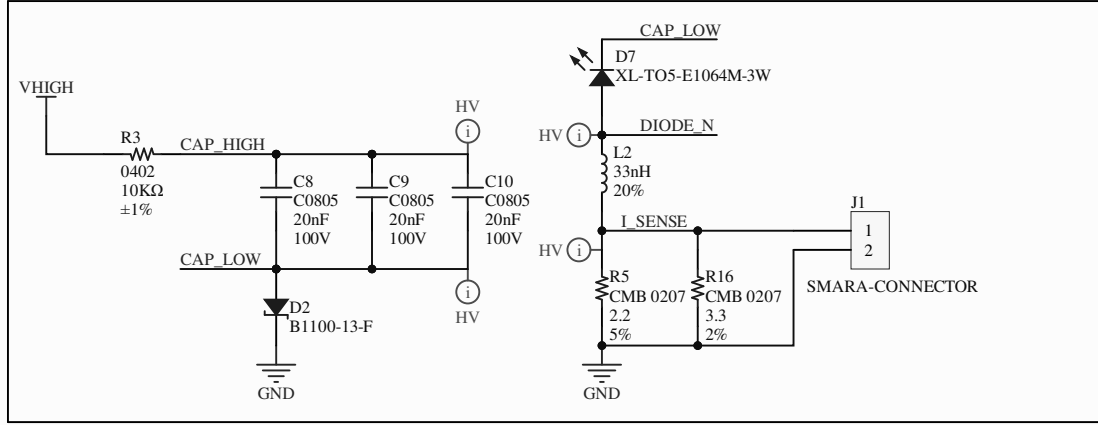 VHIGH
R3
0402
10KΩ
±1%
CAP_HIGH
HV
i
C8
C0805
20nF
100V
C9
C0805
20nF
100V
C10
C0805
20nF
100V
CAP_LOW
i
HV
D2
B1100-13-F
GND
CAP_LOW
D7
XL-TO5-E1064M-3W
HV i
DIODE_N
L2
33nH
20%
I_SENSE
HV i
R5
CMB 0207
2.2
5%
R16
CMB 0207
3.3
2%
J1
1
2
SMARA-CONNECTOR
GND